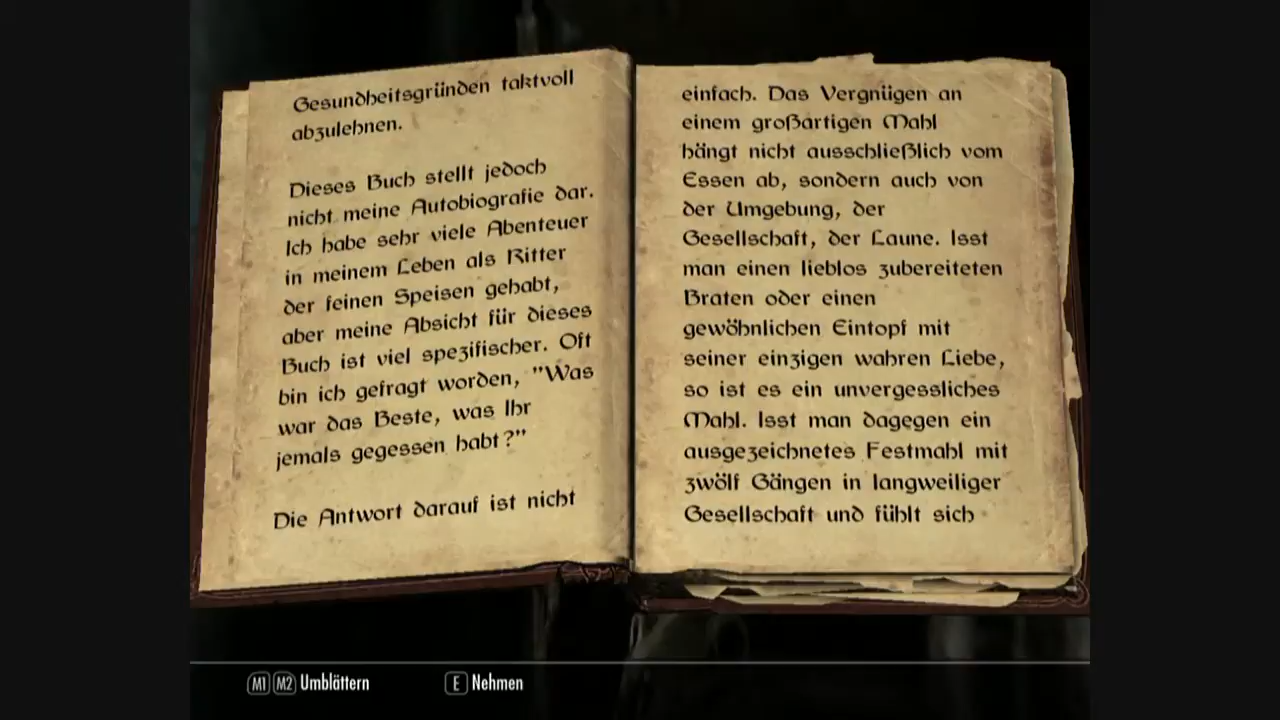 Gesundheitsgründen taktvoll
abzulehnen.
Dieses Buch stellt jedoch
nicht meine Autobiografie dar.
Ich habe sehr viele Abenteuer
in meinem Leben als Ritter
der feinen Speisen gehabt,
aber meine Absicht für dieses
Buch ist viel spezifischer. Oft
bin ich gefragt worden, "Was
war das Beste, was Ihr
jemals gegessen habt?"
Die Antwort darauf ist nicht
einfach. Das Vergnügen an
einem großartigen Mahl
hängt nicht ausschließlich vom
Essen ab, sondern auch von
der Umgebung, der
Gesellschaft, der Laune. Isst
man einen lieblos zubereiteten
Braten oder einen
gewöhnlichen Eintopf mit
seiner einzigen wahren Liebe,
so ist es ein unvergessliches
Mahl. Isst man dagegen ein
ausgezeichnetes Festmahl mit
zwölf Gängen in langweiliger
Gesellschaft und fühlt sich
M1 M2 Umblättern
E Nehmen